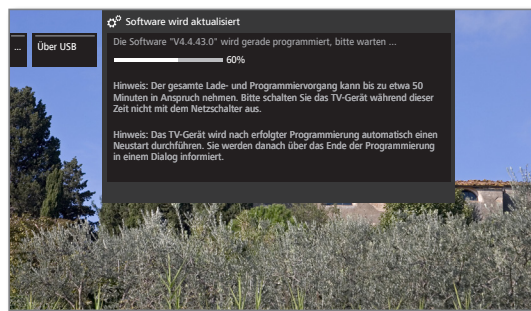 Software wird aktualisiert
... Über USB
Die Software "V4.4.43.0" wird gerade programmiert, bitte warten ...
60%
Hinweis: Der gesamte Lade- und Programmiervorgang kann bis zu etwa 50
Minuten in Anspruch nehmen. Bitte schalten Sie das TV-Gerät während dieser
Zeit nicht mit dem Netzschalter aus.
Hinweis: Das TV-Gerät wird nach erfolgter Programmierung automatisch einen
Neustart durchführen. Sie werden danach über das Ende der Programmierung
in einem Dialog informiert.